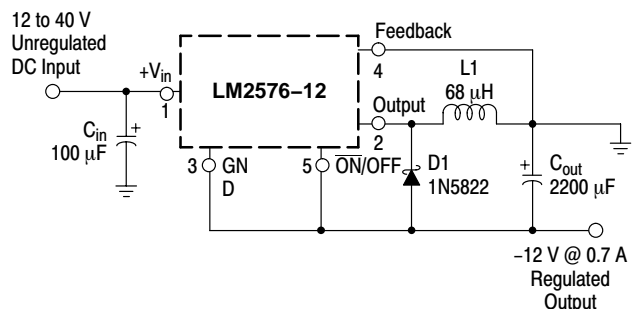 12 to 40 V
Unregulated
DC Input
+Vin
1
Cin
100 μF
+
LM2576–12
Feedback
4
Output
2
L1
68 μH
3
GN
D
5
ON/OFF
D1
1N5822
+
Cout
2200 μF
–12 V @ 0.7 A
Regulated
Output